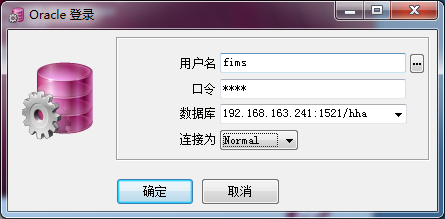 Oracle 登录
用户名 fims ...
口令 ****
数据库 192.168.163.241:1521/hha
连接为 Normal
确定 取消